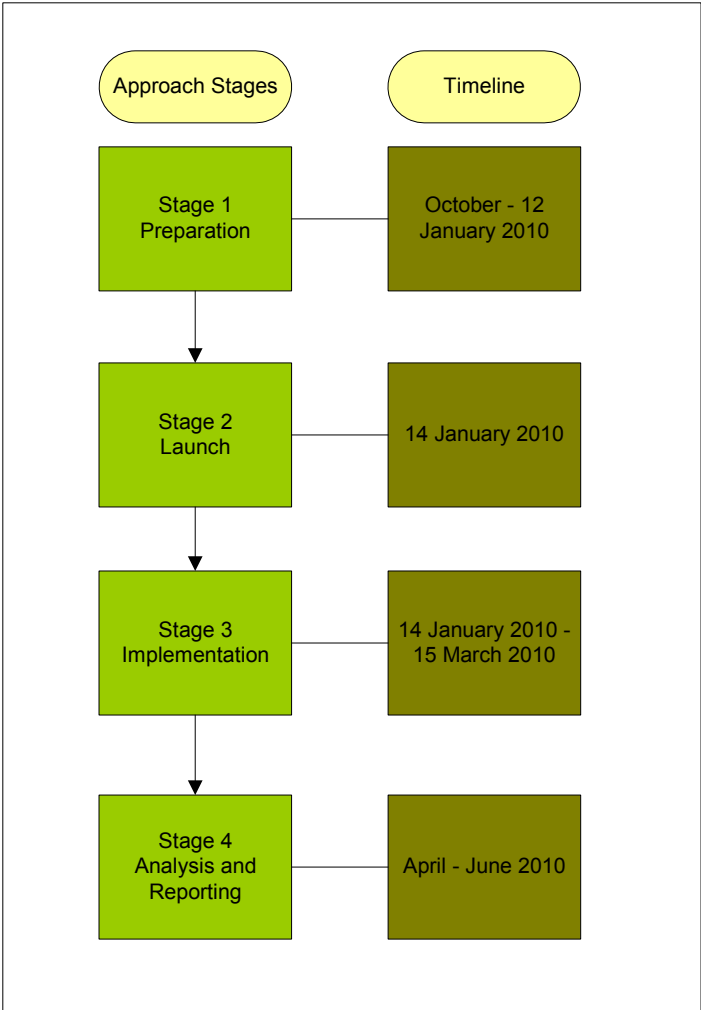 Approach Stages
Timeline
Stage 1
Preparation
October - 12
January 2010
Stage 2
Launch
14 January 2010
Stage 3
Implementation
14 January 2010 -
15 March 2010
Stage 4
Analysis and
Reporting
April - June 2010